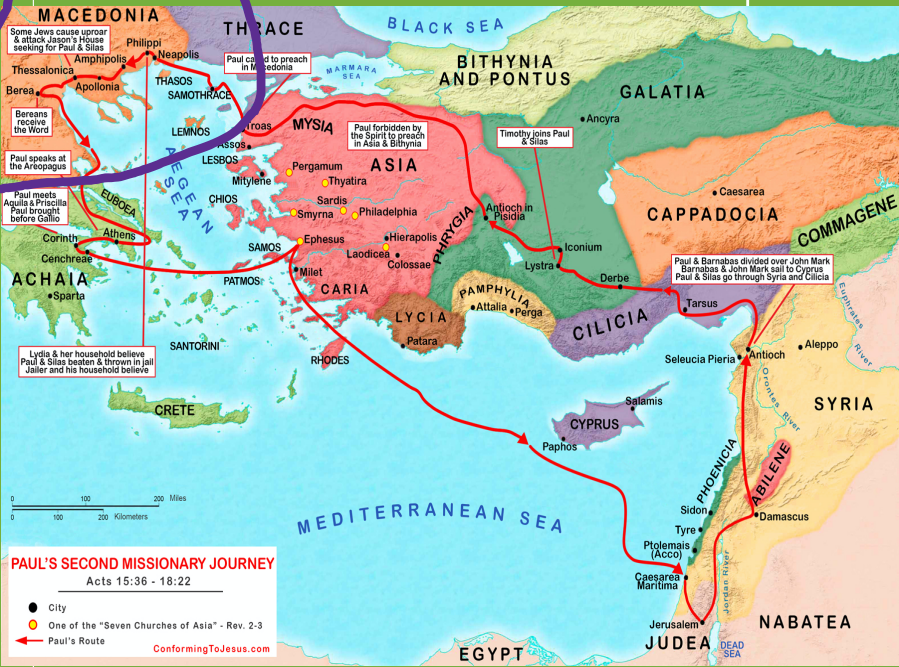 MACEDONIA
THRACE
BLACK SEA
Some Jews cause uproar
& attack Jason's House
seeking for Paul & Silas
Philippi
Neapolis
Amphipolis
Thessalonica
Apollonia
Berea
THASOS
SAMOTHRACE
Paul called to preach
in Macedonia
MARMARA
SEA
BITHYNIA
AND PONTUS
GALATIA
Ancyra
Bereans
receive
the Word
LEMNOS
Troas
Assos
MYSIA
Paul forbidden by
the Spirit to preach
in Asia & Bithynia
Timothy joins Paul
& Silas
ASIA
Paul speaks at
the Areopagus
AEGEAN
SEA
LESBOS
Mitylene
Pergamum
Thyatira
Sardis
Smyrna
Philadelphia
CHIOS
EUBOEA
Paul meets
Aquila & Priscilla
Paul brought
before Gallio
Corinth
Athens
Cenchreae
ACHAIA
Sparta
SAMOS
Ephesus
Hierapolis
Laodicea
Colossae
PHRYGIA
Antioch in
Pisidia
Iconium
Lystra
Derbe
Caesarea
CAPPADOCIA
COMMAGENE
Paul & Barnabas divided over John Mark
Barnabas & John Mark sail to Cyprus
Paul & Silas go through Syria and Cilicia
PATMOS
Milet
CARIA
LYCIA
Patara
PAMPHYLIA
Attalia
Perga
CILICIA
Tarsus
Euphrates
River
Seleucia Pieria
Antioch
Aleppo
Orontes River
SYRIA
Lydia & her household believe
Paul & Silas beaten & thrown in jail
Jailer and his household believe
SANTORINI
RHODES
CRETE
Salamis
CYPRUS
Paphos
PHOENICIA
ABILENE
MEDITERRANEAN SEA
Sidon
Tyre
Ptolemais
(Acco)
Damascus
Caesarea
Maritima
Jordan River
Jerusalem
JUDEA
DEAD
SEA
NABATEA
EGYPT
0 100 200 Miles
0 100 200 Kilometers
PAUL'S SECOND MISSIONARY JOURNEY
Acts 15:36 - 18:22
City
One of the "Seven Churches of Asia" - Rev. 2-3
Paul's Route
ConformingToJesus.com